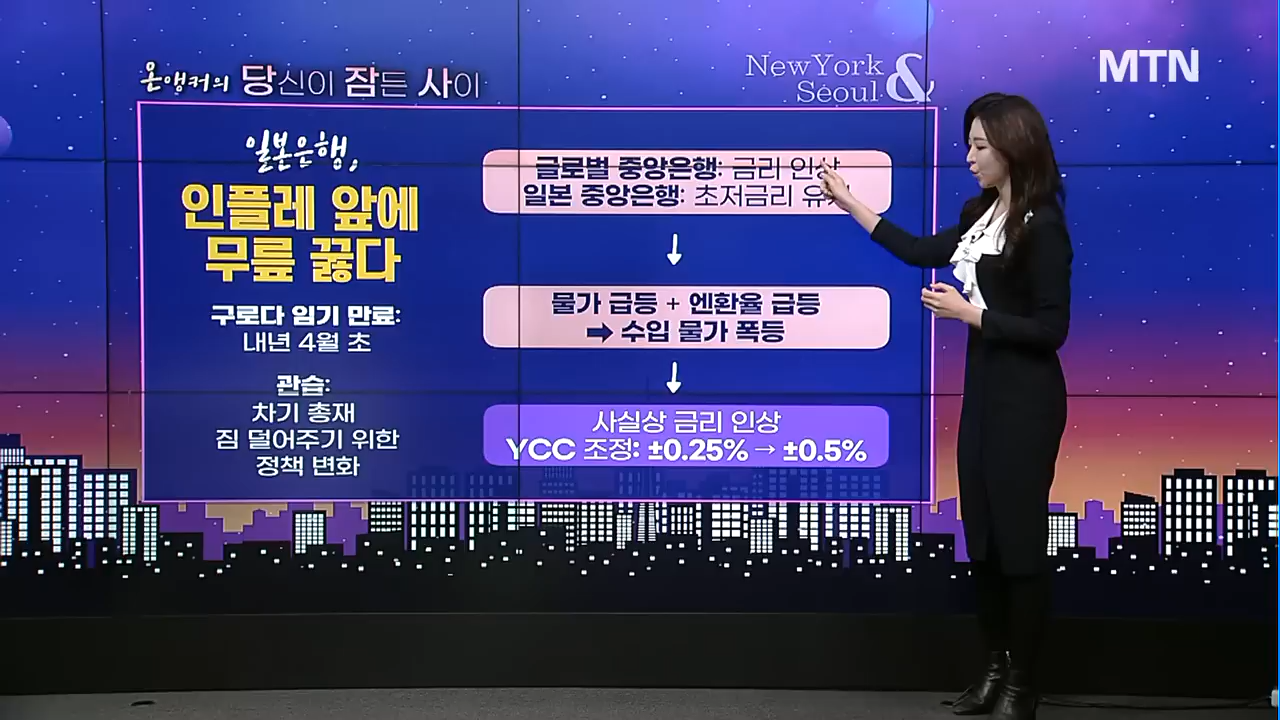 온앵커의 당신이 잠든 사이
NewYork &
Seoul
MTN
일본은행,
인플레 앞에
무릎 꿇다
구로다 임기 만료:
내년 4월 초
관습:
차기 총재
짐 덜어주기 위한
정책 변화
글로벌 중앙은행: 금리 인상
일본 중앙은행: 초저금리
↓
물가 급등 + 엔환율 급등
➡ 수입 물가 폭등
↓
사실상 금리 인상
YCC 조정: ±0.25% → ±0.5%